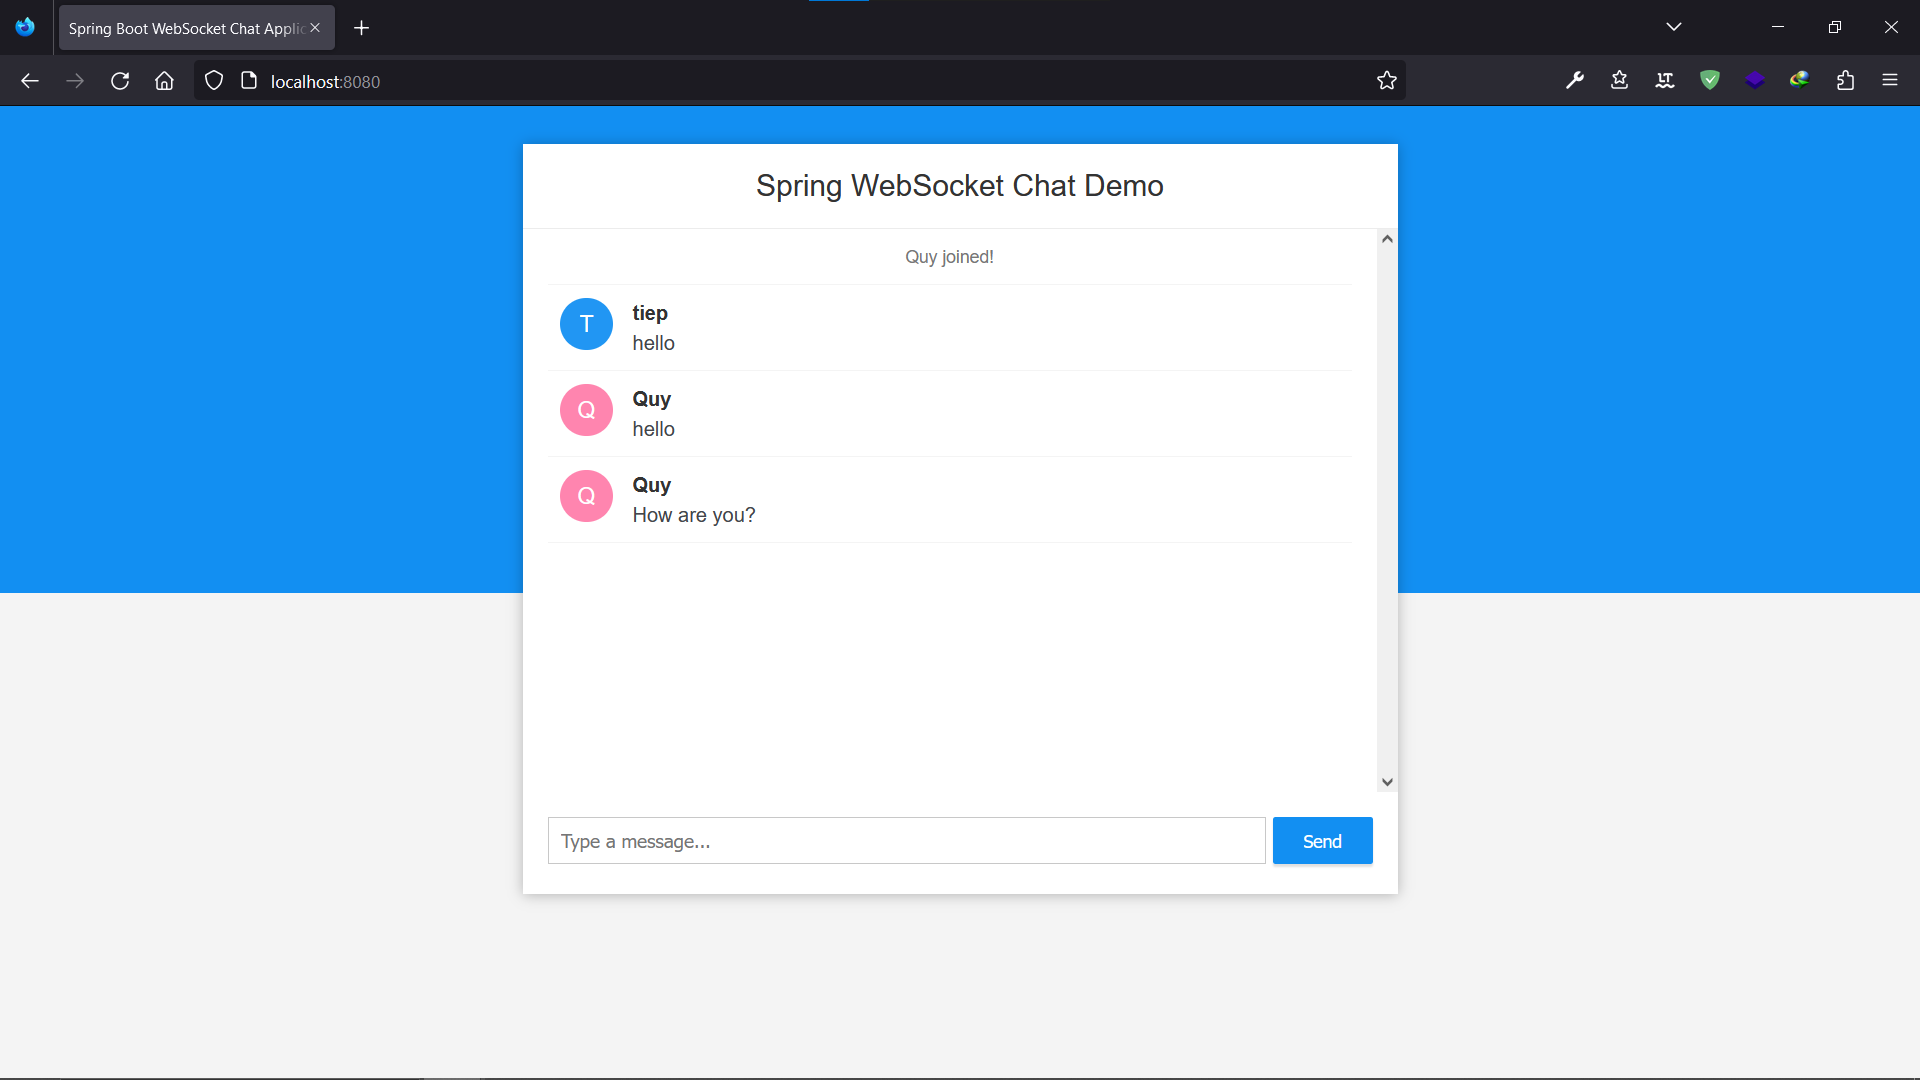 Spring Boot WebSocket Chat Applic
localhost:8080
LT
Spring WebSocket Chat Demo
Quy joined!
T
tiep
hello
Q
Quy
hello
Q
Quy
How are you?
Type a message...
Send